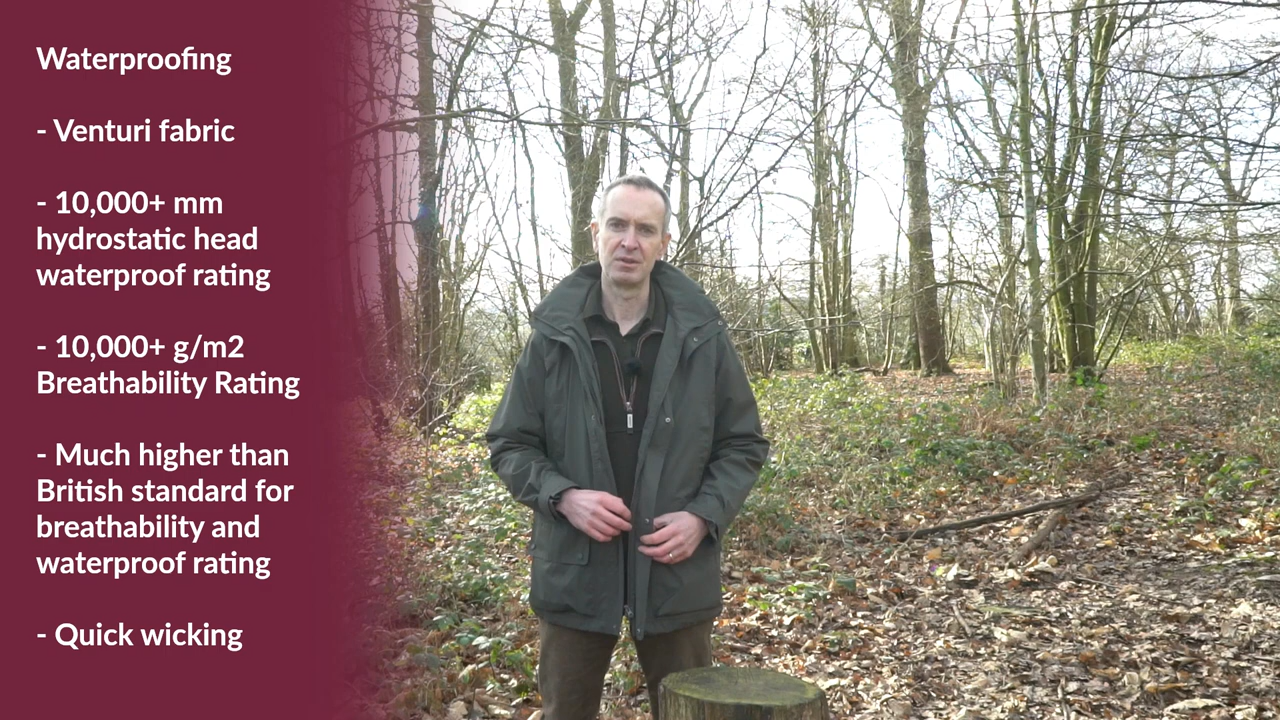 Waterproofing
- Venturi fabric
- 10,000+ mm
hydrostatic head
waterproof rating
- 10,000+ g/m2
Breathability Rating
- Much higher than
British standard for
breathability and
waterproof rating
- Quick wicking